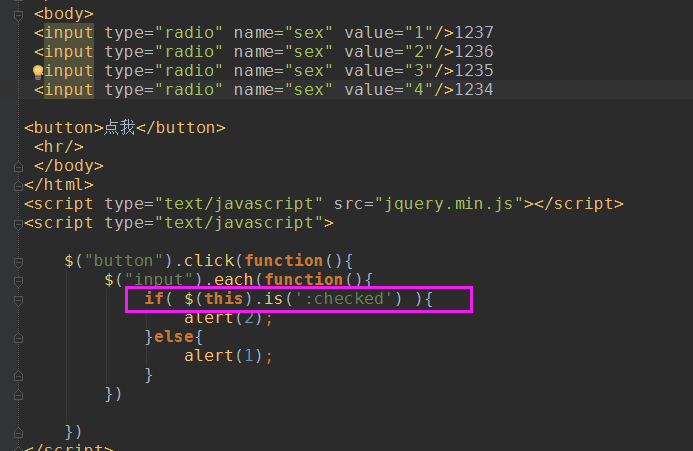 <body>
<input type="radio" name="sex" value="1"/>1237
<input type="radio" name="sex" value="2"/>1236
<input type="radio" name="sex" value="3"/>1235
<input type="radio" name="sex" value="4"/>1234
<button>点我</button>
<hr/>
</body>
</html>
<script type="text/javascript" src="jquery.min.js"></script>
<script type="text/javascript">
$("button").click(function(){
$("input").each(function(){
if( $(this).is(':checked') ){
alert(2);
}else{
alert(1);
}
})
})
</script>